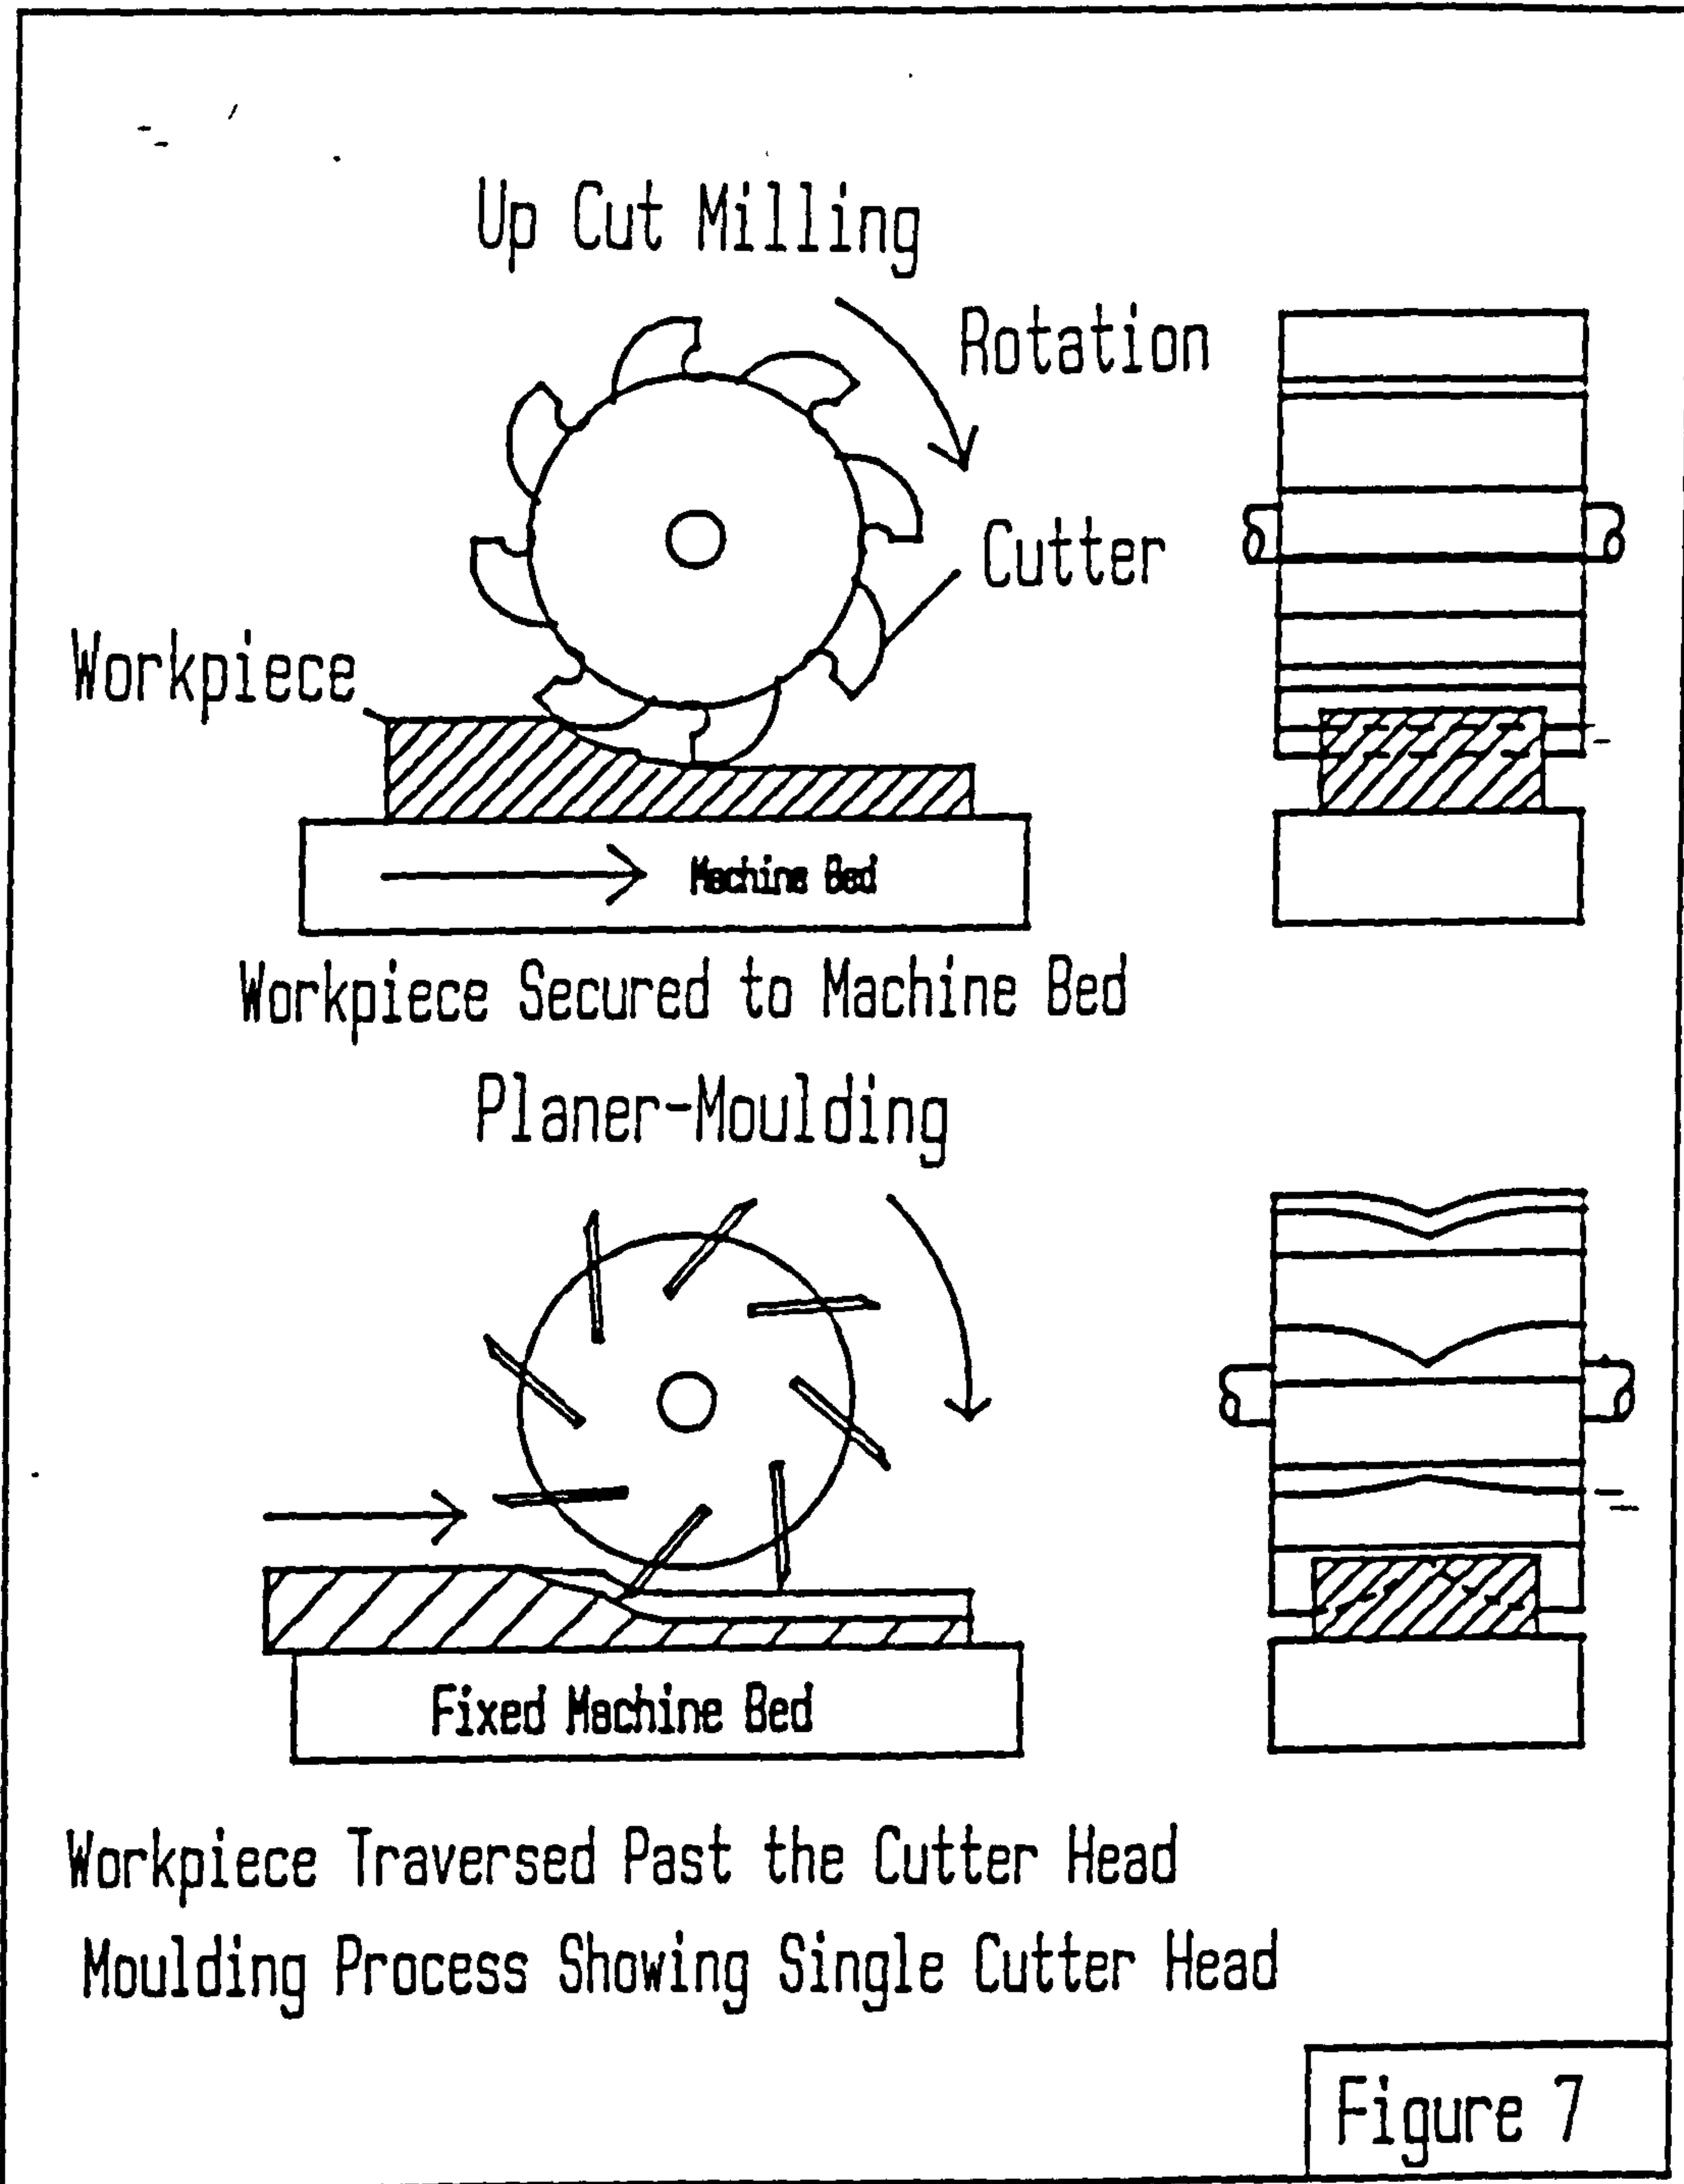 Up Cut Milling
Rotation
Cutter
Workpiece
Machine Bed
Workpiece Secured to Machine Bed
Planer-Moulding
Fixed Machine Bed
Workpiece Traversed Past the Cutter Head
Moulding Process Showing Single Cutter Head
Figure 7